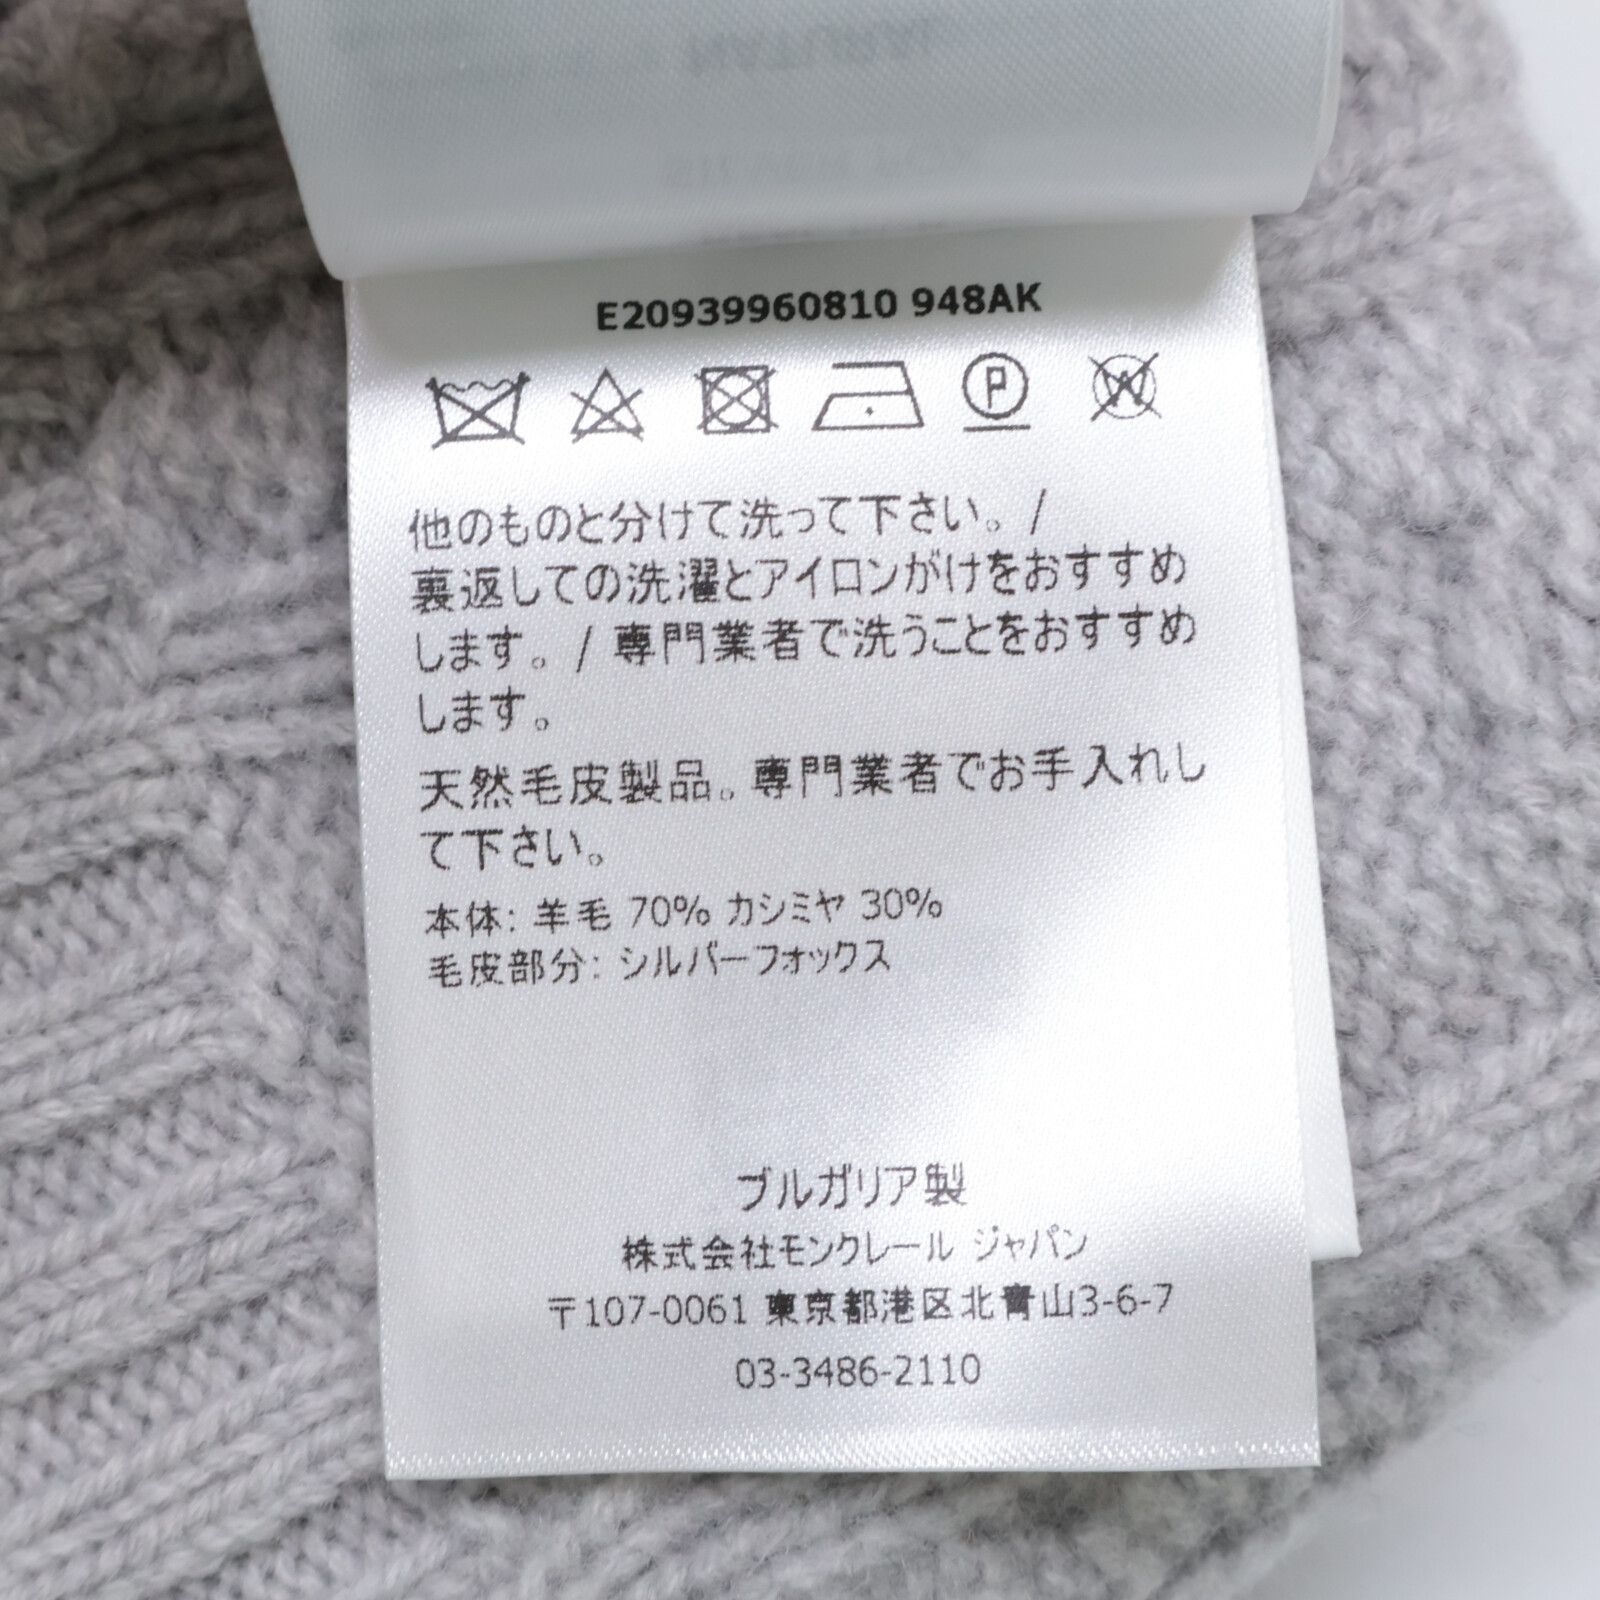 E20939960810 948AK
他のものと分けて洗って下さい。/
裏返しての洗濯とアイロンがけをおすすめ
します。/ 専門業者で洗うことをおすすめ
します。
天然毛皮製品。専門業者でお手入れし
て下さい。
本体: 羊毛 70% カシミヤ 30%
毛皮部分: シルバーフォックス
ブルガリア製
株式会社モンクレール ジャパン
〒107-0061 東京都港区北青山3-6-7
03-3486-2110